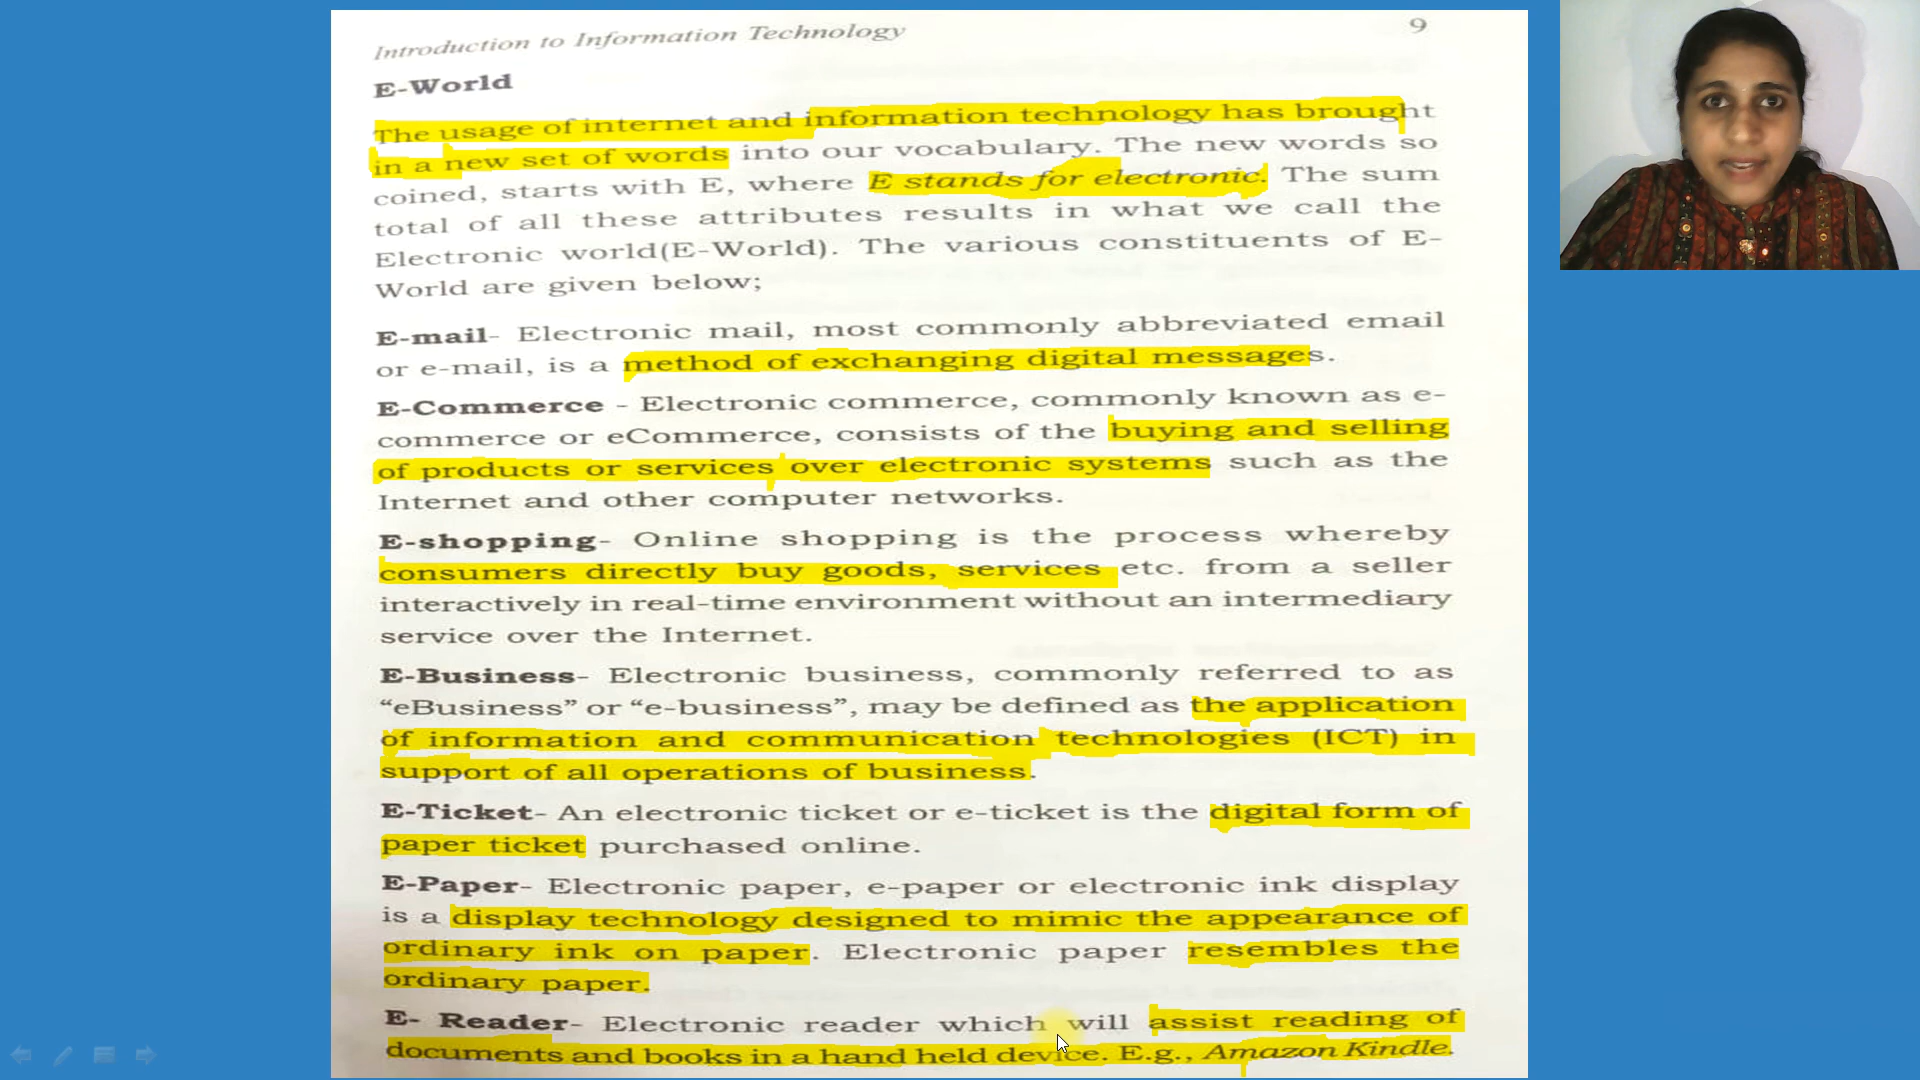 Introduction to Information Technology 9
E-World
The usage of internet and information technology has brought
in a new set of words into our vocabulary. The new words so
coined, starts with E, where E stands for electronic. The sum
total of all these attributes results in what we call the
Electronic world(E-World). The various constituents of E-
World are given below;
E-mail- Electronic mail, most commonly abbreviated email
or e-mail, is a method of exchanging digital messages.
E-Commerce - Electronic commerce, commonly known as e-
commerce or eCommerce, consists of the buying and selling
of products or services over electronic systems such as the
Internet and other computer networks.
E-shopping- Online shopping is the process whereby
consumers directly buy goods, services etc. from a seller
interactively in real-time environment without an intermediary
service over the Internet.
E-Business- Electronic business, commonly referred to as
“eBusiness” or “e-business”, may be defined as the application
of information and communication technologies (ICT) in
support of all operations of business.
E-Ticket- An electronic ticket or e-ticket is the digital form of
paper ticket purchased online.
E-Paper- Electronic paper, e-paper or electronic ink display
is a display technology designed to mimic the appearance of
ordinary ink on paper. Electronic paper resembles the
ordinary paper.
E- Reader- Electronic reader which will assist reading of
documents and books in a hand held device. E.g., Amazon Kindle.